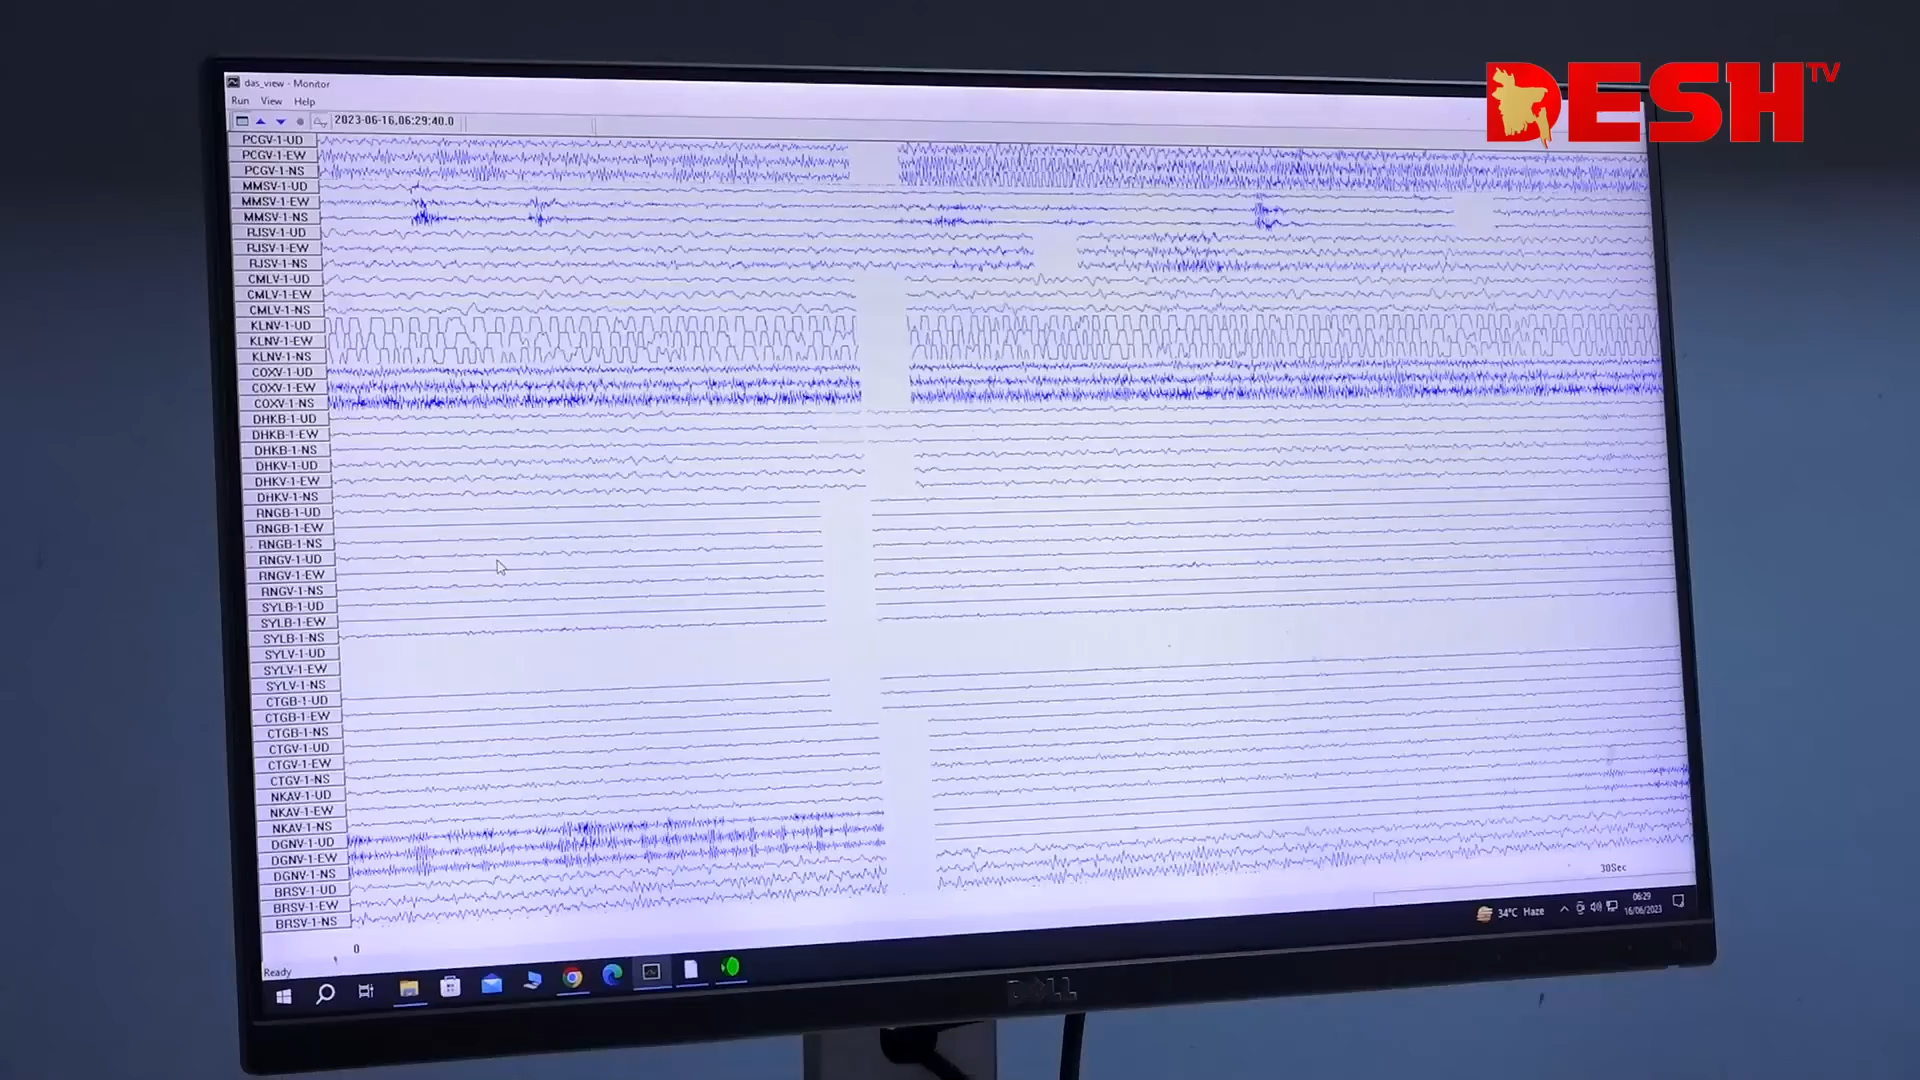 DESH TV
das_view - Monitor
Run View Help
2023-06-16,06:29:40.0
PCGV-1-UD
PCGV-1-EW
PCGV-1-NS
MMSV-1-UD
MMSV-1-EW
MMSV-1-NS
RJSV-1-UD
RJSV-1-EW
RJSV-1-NS
CMLV-1-UD
CMLV-1-EW
CMLV-1-NS
KLNV-1-UD
KLNV-1-EW
KLNV-1-NS
COXV-1-UD
COXV-1-EW
COXV-1-NS
DHKB-1-UD
DHKB-1-EW
DHKB-1-NS
DHKV-1-UD
DHKV-1-EW
DHKV-1-NS
RNGB-1-UD
RNGB-1-EW
RNGB-1-NS
RNGV-1-UD
RNGV-1-EW
RNGV-1-NS
SYLB-1-UD
SYLB-1-EW
SYLB-1-NS
SYLV-1-UD
SYLV-1-EW
SYLV-1-NS
CTGB-1-UD
CTGB-1-EW
CTGB-1-NS
CTGV-1-UD
CTGV-1-EW
CTGV-1-NS
NKAV-1-UD
NKAV-1-EW
NKAV-1-NS
DGNV-1-UD
DGNV-1-EW
DGNV-1-NS
BRSV-1-UD
BRSV-1-EW
BRSV-1-NS
30Sec
0
Ready
34°C Haze
06:29
16/06/2023
DELL